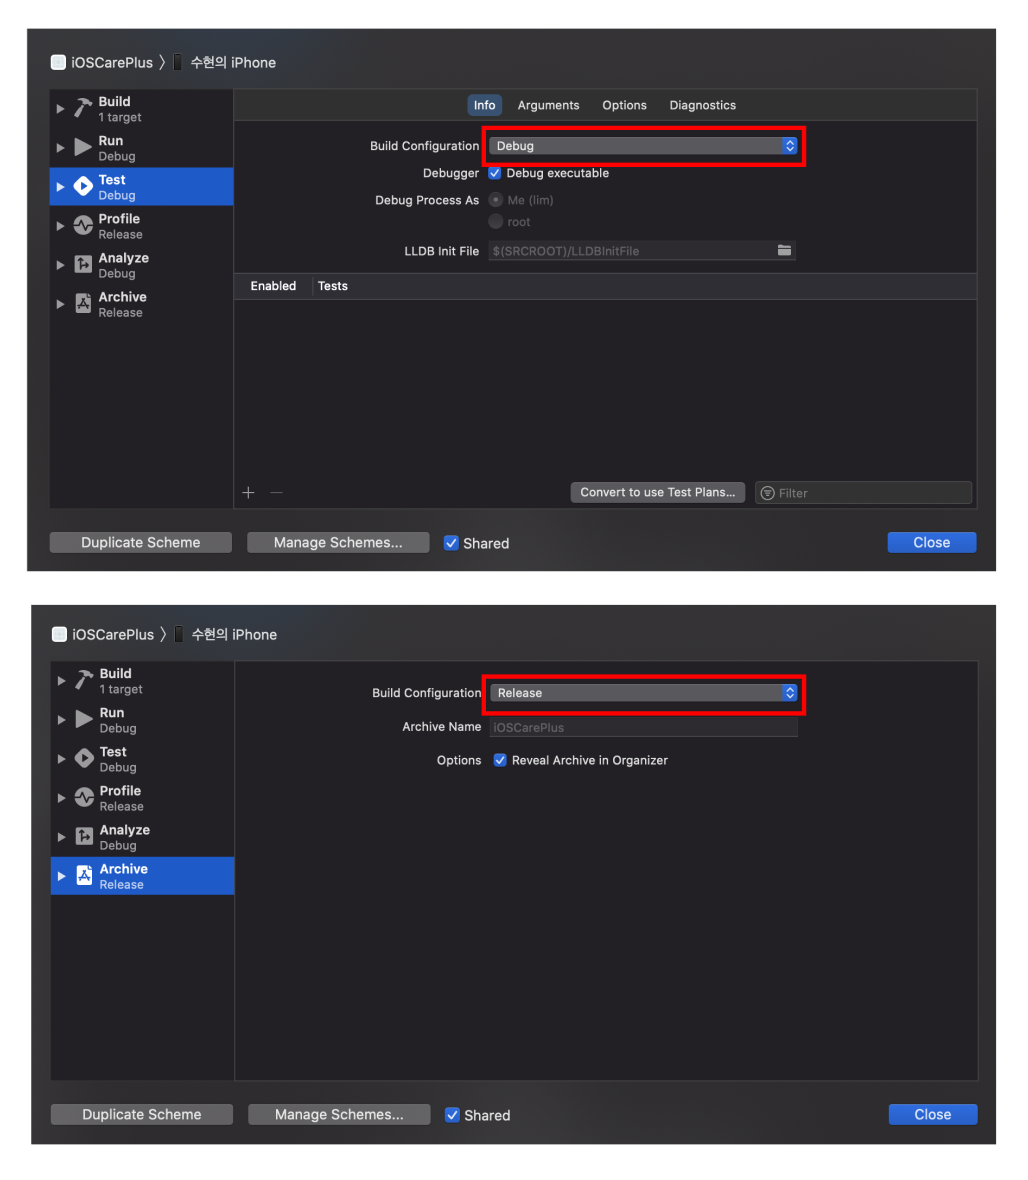 iOSCarePlus 〉 수현의 iPhone
Build
1 target
Run
Debug
Test
Debug
Profile
Release
Analyze
Debug
Archive
Release
Info Arguments Options Diagnostics
Build Configuration Debug
Debugger Debug executable
Debug Process As Me (lim)
root
LLDB Init File $(SRCROOT)/LLDBInitFile
Enabled Tests
+ − Convert to use Test Plans... Filter
Duplicate Scheme Manage Schemes... Shared Close
iOSCarePlus 〉 수현의 iPhone
Build
1 target
Run
Debug
Test
Debug
Profile
Release
Analyze
Debug
Archive
Release
Build Configuration Release
Archive Name iOSCarePlus
Options Reveal Archive in Organizer
Duplicate Scheme Manage Schemes... Shared Close